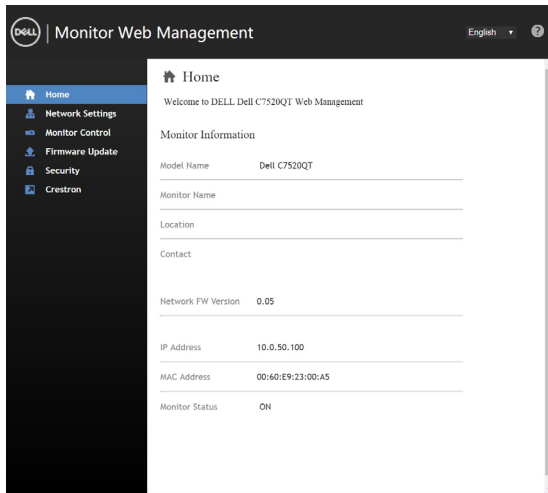 DELL | Monitor Web Management
English ▼ ?
Home
Network Settings
Monitor Control
Firmware Update
Security
Crestron
Home
Welcome to DELL Dell C7520QT Web Management
Monitor Information
Model Name Dell C7520QT
Monitor Name
Location
Contact
Network FW Version 0.05
IP Address 10.0.50.100
MAC Address 00:60:E9:23:00:A5
Monitor Status ON